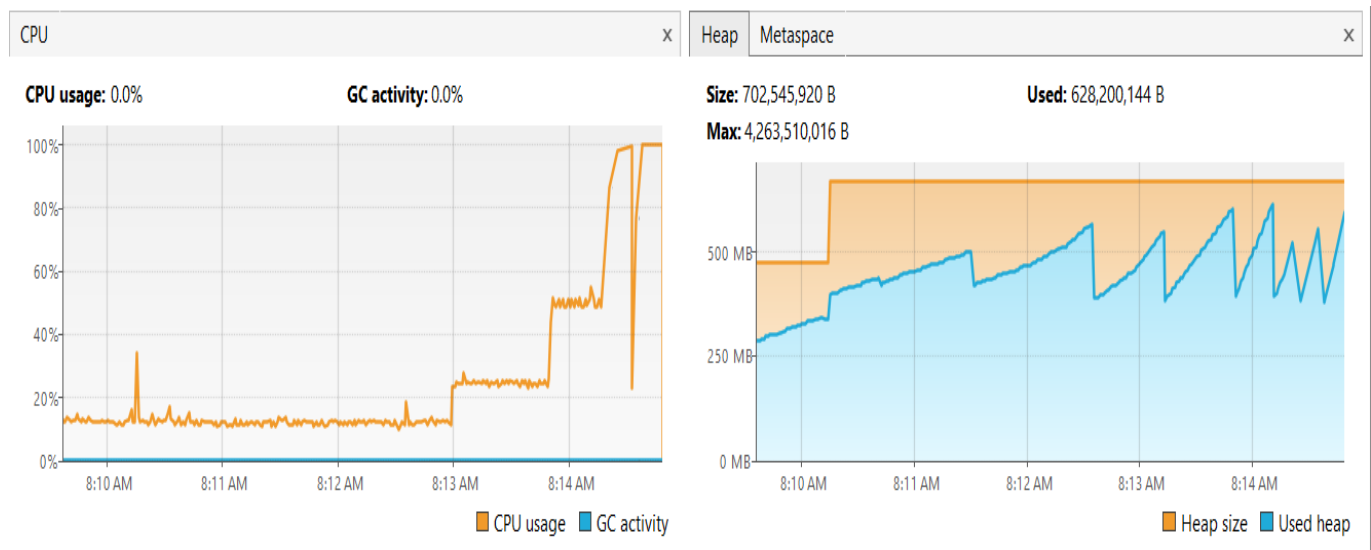 CPU x
CPU usage: 0.0% GC activity: 0.0%
100%
80%
60%
40%
20%
0%
8:10 AM 8:11 AM 8:12 AM 8:13 AM 8:14 AM
CPU usage GC activity
Heap Metaspace x
Size: 702,545,920 B Used: 628,200,144 B
Max: 4,263,510,016 B
500 MB
250 MB
0 MB
8:10 AM 8:11 AM 8:12 AM 8:13 AM 8:14 AM
Heap size Used heap